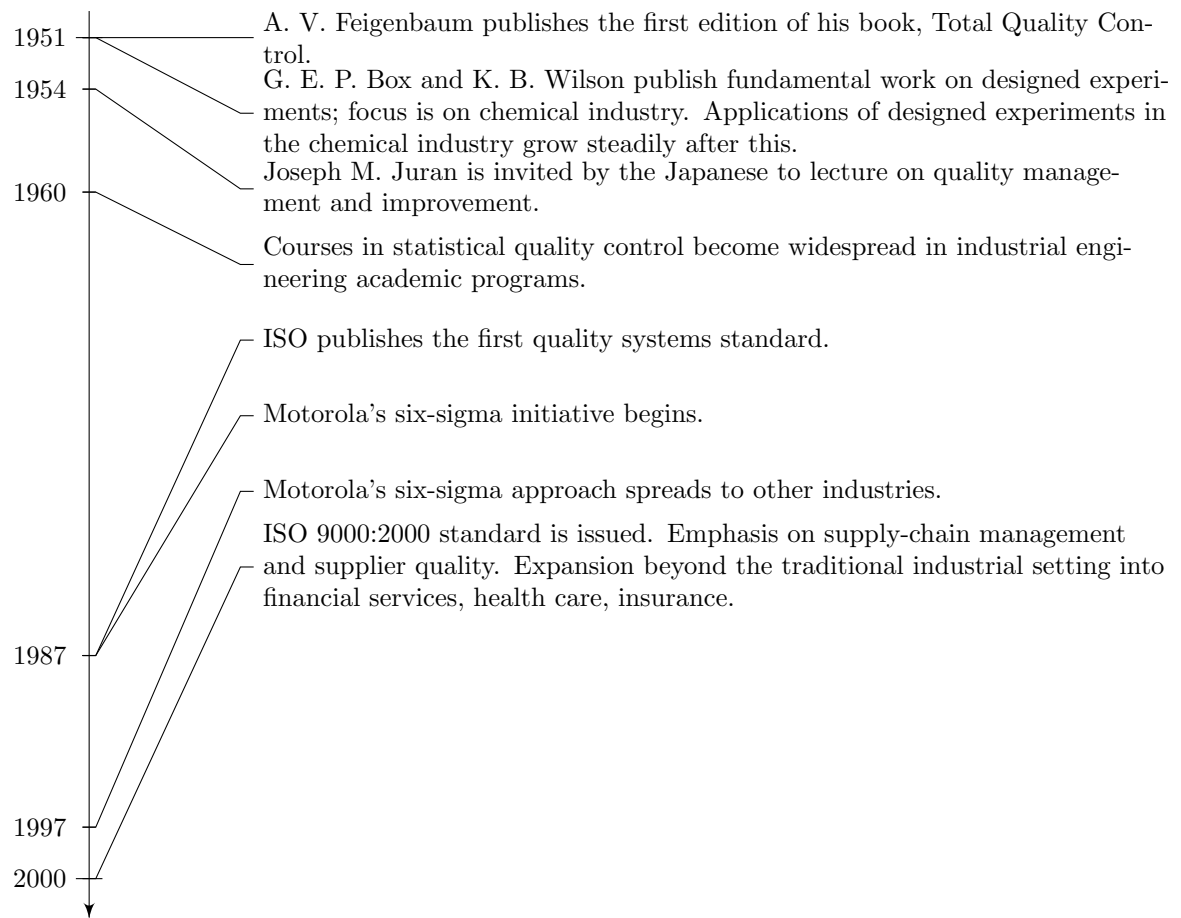 1951
A. V. Feigenbaum publishes the first edition of his book, Total Quality Con-
trol.
G. E. P. Box and K. B. Wilson publish fundamental work on designed experi-
ments; focus is on chemical industry. Applications of designed experiments in
the chemical industry grow steadily after this.
1954
Joseph M. Juran is invited by the Japanese to lecture on quality manage-
ment and improvement.
1960
Courses in statistical quality control become widespread in industrial engi-
neering academic programs.
ISO publishes the first quality systems standard.
Motorola's six-sigma initiative begins.
Motorola's six-sigma approach spreads to other industries.
ISO 9000:2000 standard is issued. Emphasis on supply-chain management
and supplier quality. Expansion beyond the traditional industrial setting into
financial services, health care, insurance.
1987
1997
2000